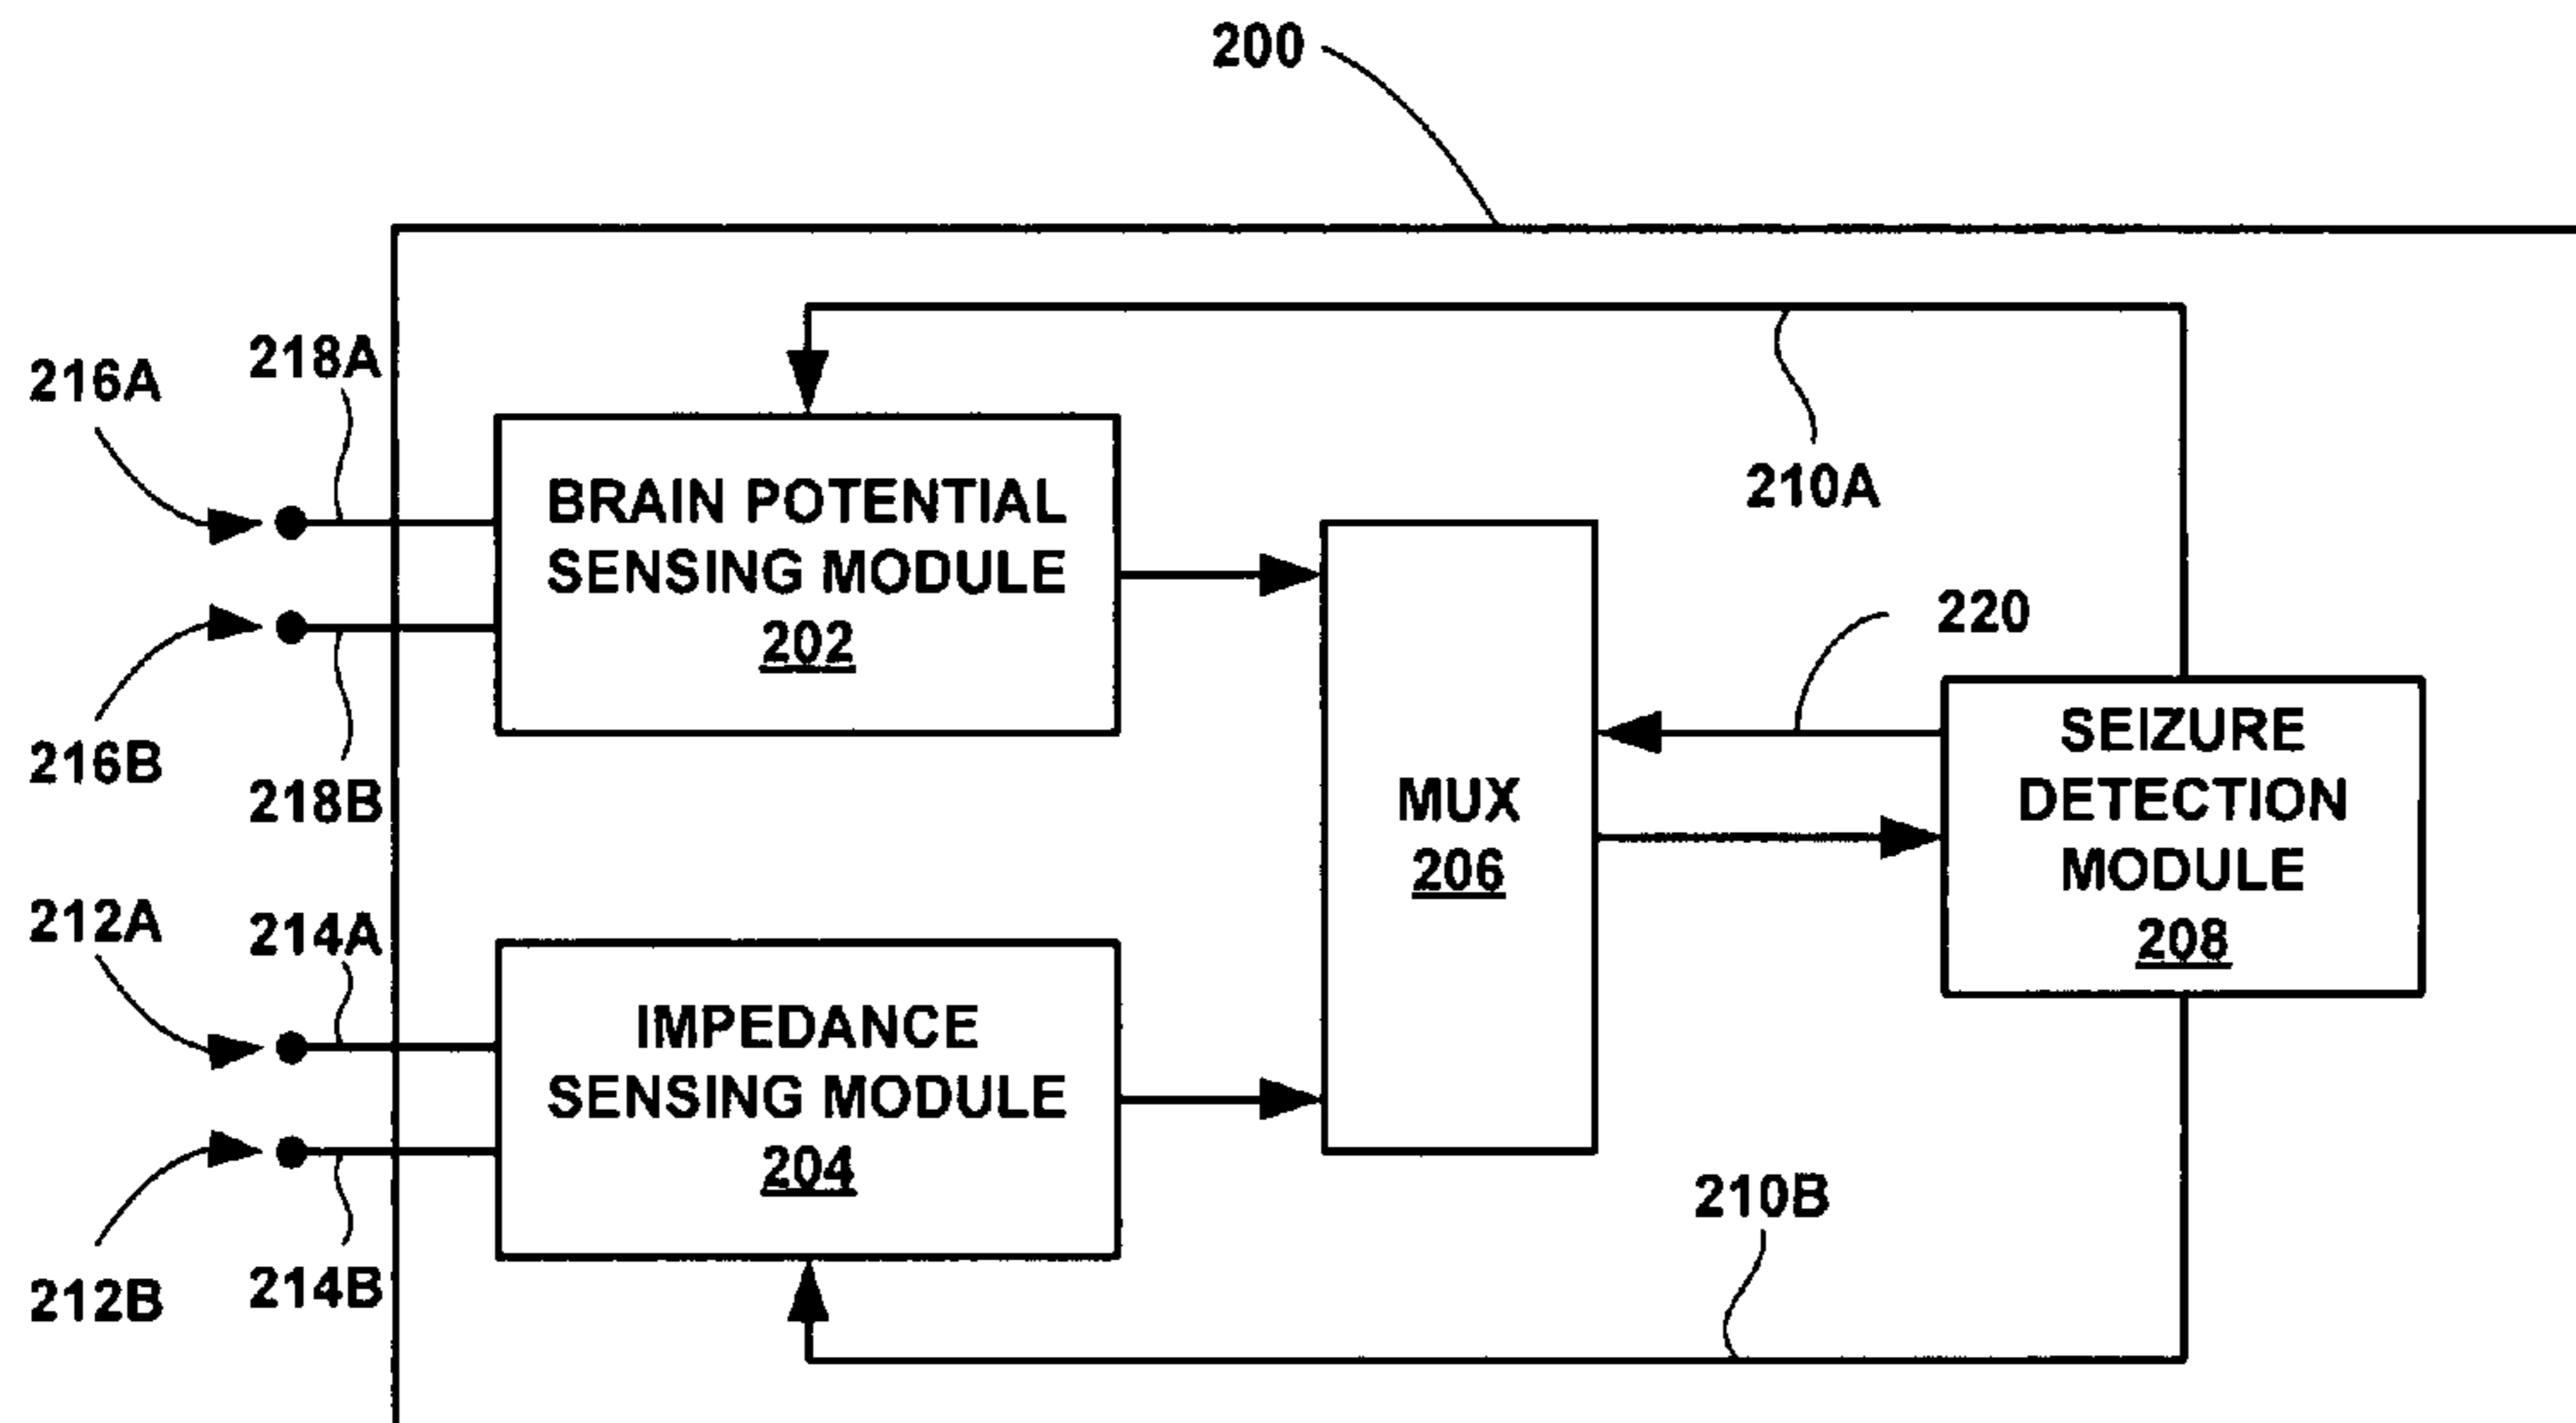 200
216A
218A
216B
218B
BRAIN POTENTIAL
SENSING MODULE
202
210A
220
MUX
206
SEIZURE
DETECTION
MODULE
208
212A
214A
212B
214B
IMPEDANCE
SENSING MODULE
204
210B